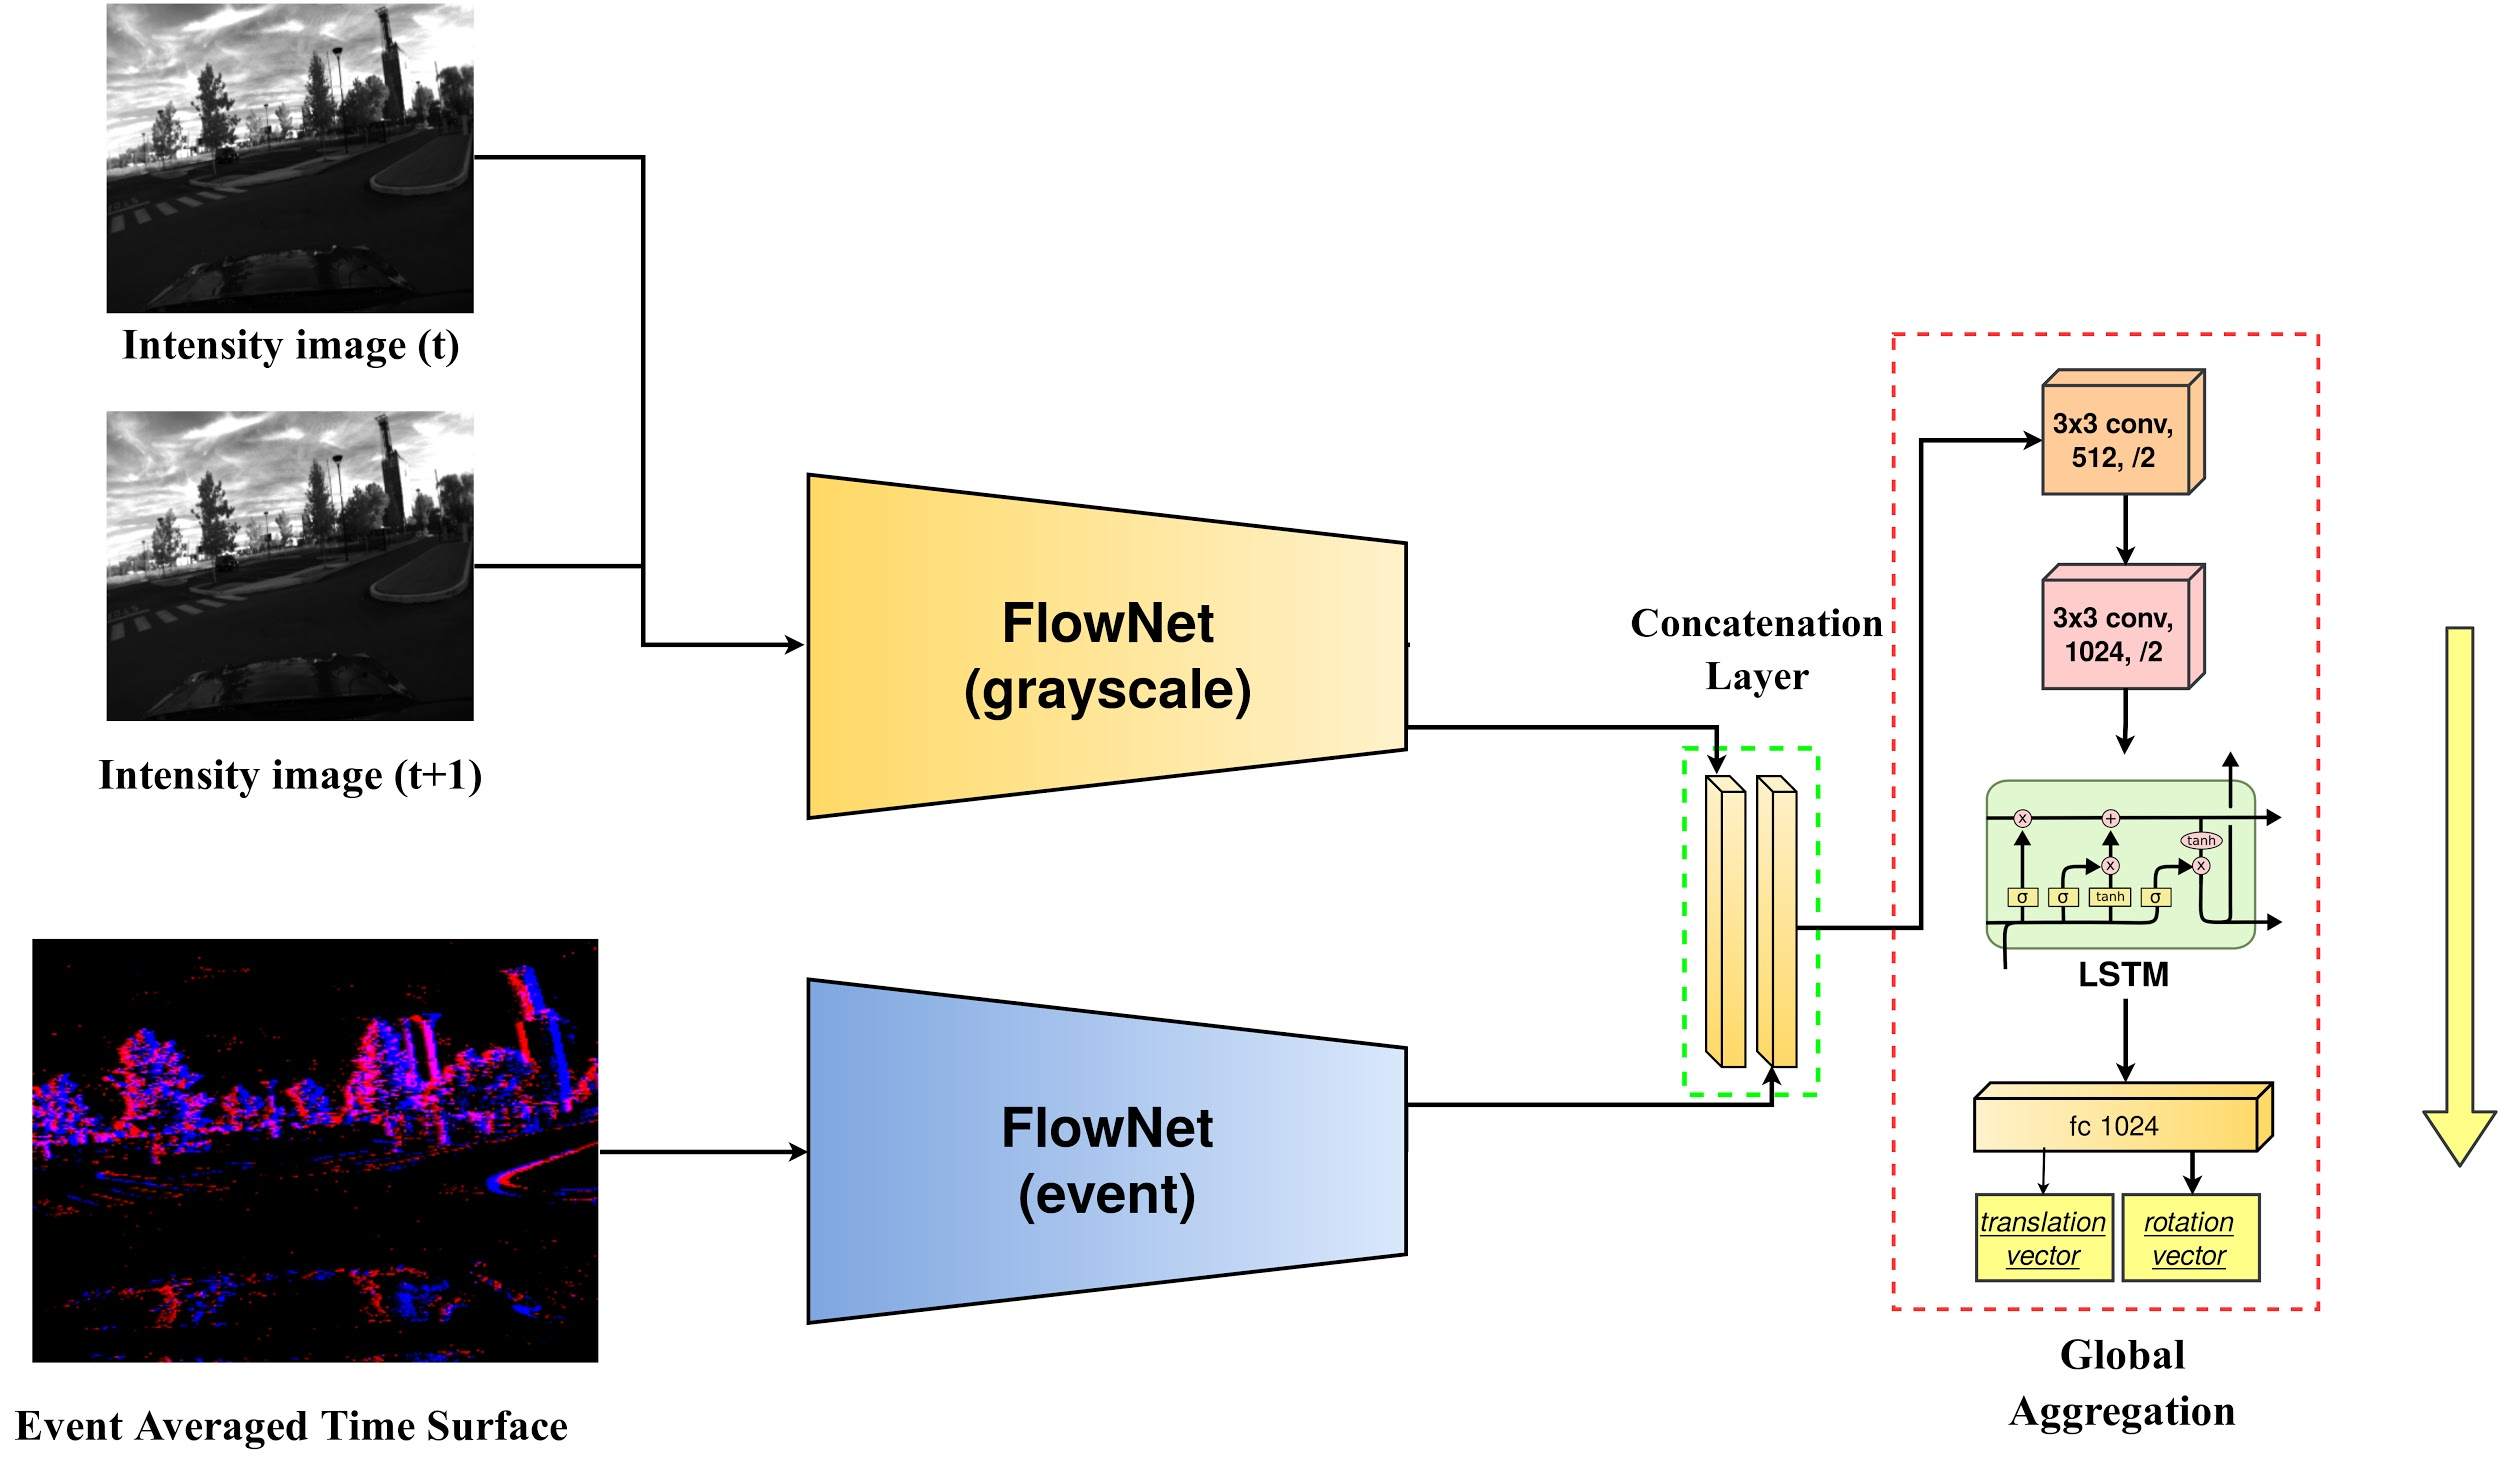 Intensity image (t)
Intensity image (t+1)
Event Averaged Time Surface
FlowNet
(grayscale)
FlowNet
(event)
Concatenation
Layer
3x3 conv,
512, /2
3x3 conv,
1024, /2
x
+
tanh
x
x
σ
σ
tanh
σ
LSTM
fc 1024
translation
vector
rotation
vector
Global
Aggregation